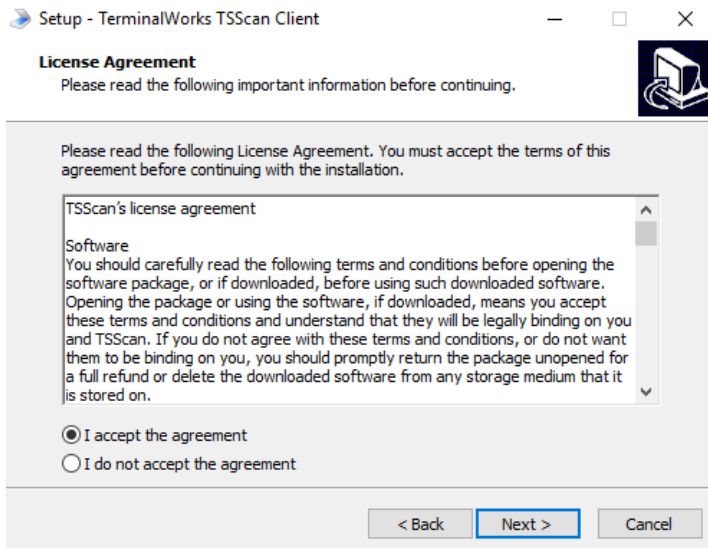 Setup - TerminalWorks TSScan Client
License Agreement
Please read the following important information before continuing.
Please read the following License Agreement. You must accept the terms of this
agreement before continuing with the installation.
TSScan's license agreement
Software
You should carefully read the following terms and conditions before opening the
software package, or if downloaded, before using such downloaded software.
Opening the package or using the software, if downloaded, means you accept
these terms and conditions and understand that they will be legally binding on you
and TSScan. If you do not agree with these terms and conditions, or do not want
them to be binding on you, you should promptly return the package unopened for
a full refund or delete the downloaded software from any storage medium that it
is stored on.
I accept the agreement
I do not accept the agreement
< Back Next > Cancel